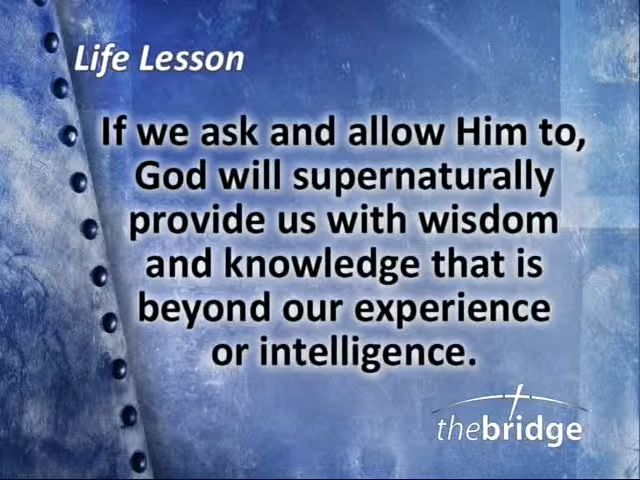 Life Lesson
If we ask and allow Him to,
God will supernaturally
provide us with wisdom
and knowledge that is
beyond our experience
or intelligence.
thebridge